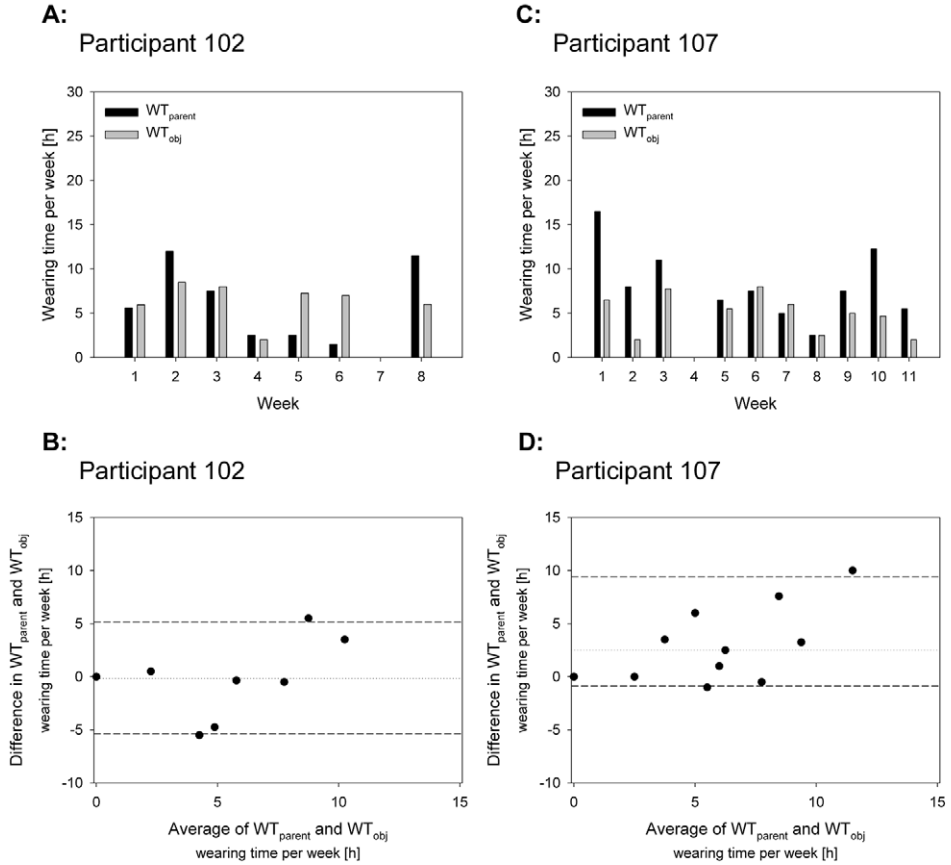 A:
Participant 102
30
25
20
15
10
5
0
Wearing time per week [h]
WTparent
WTobj
1 2 3 4 5 6 7 8
Week
C:
Participant 107
30
25
20
15
10
5
0
Wearing time per week [h]
WTparent
WTobj
1 2 3 4 5 6 7 8 9 10 11
Week
B:
Participant 102
15
10
5
0
-5
-10
Difference in WTparent and WTobj
wearing time per week [h]
0 5 10 15
Average of WTparent and WTobj
wearing time per week [h]
D:
Participant 107
15
10
5
0
-5
-10
Difference in WTparent and WTobj
wearing time per week [h]
0 5 10 15
Average of WTparent and WTobj
wearing time per week [h]